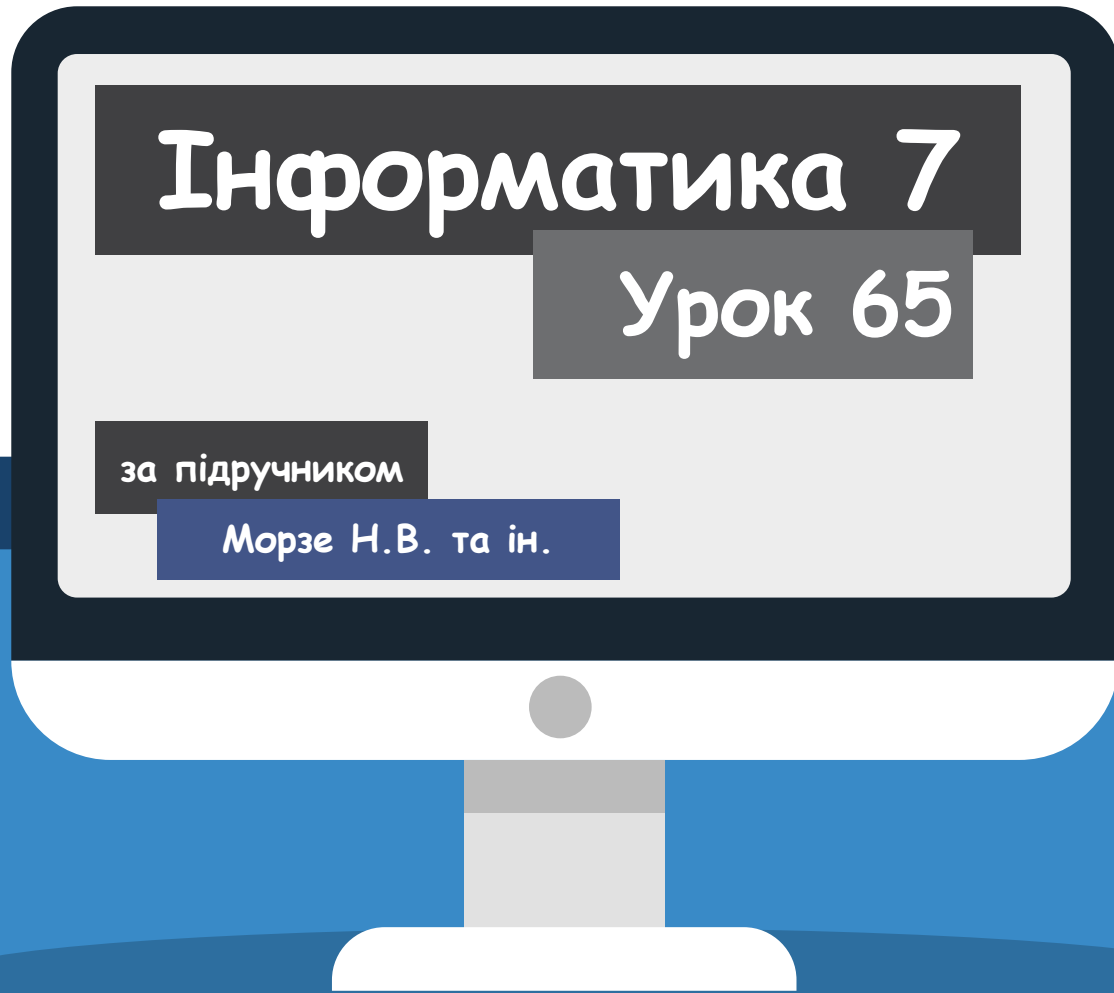 Інформатика 7
Урок 65
за підручником
Морзе Н.В. та ін.